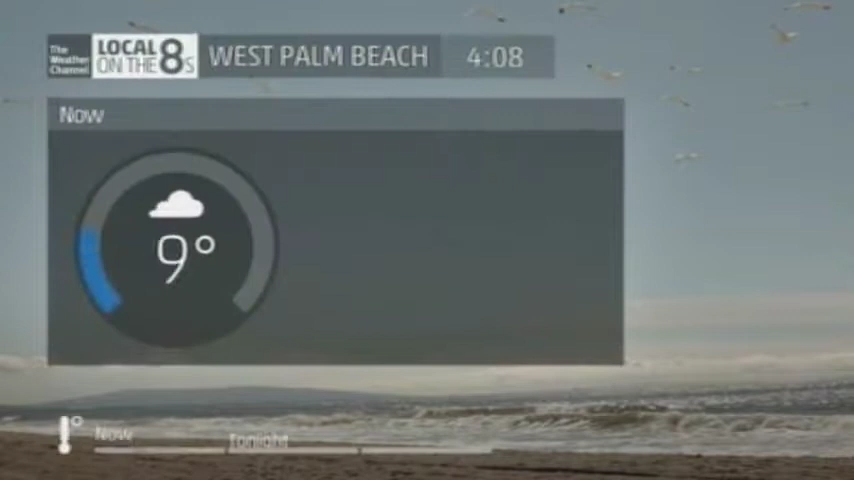 The Weather Channel
LOCAL ON THE 8s
WEST PALM BEACH
4:08
Now
9°
Now
Tonight